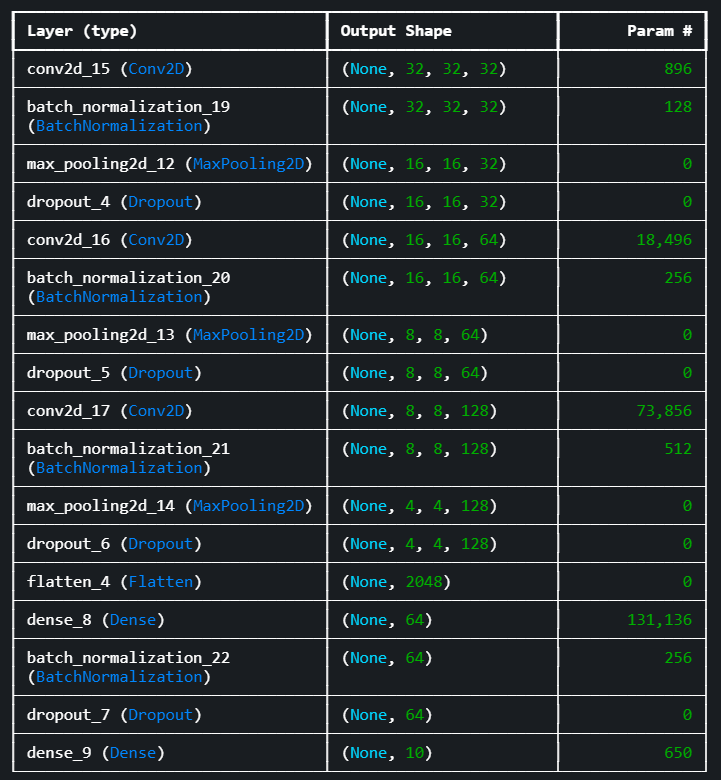 Layer (type) Output Shape Param #
conv2d_15 (Conv2D) (None, 32, 32, 32) 896
batch_normalization_19 (None, 32, 32, 32) 128
(BatchNormalization)
max_pooling2d_12 (MaxPooling2D) (None, 16, 16, 32) 0
dropout_4 (Dropout) (None, 16, 16, 32) 0
conv2d_16 (Conv2D) (None, 16, 16, 64) 18,496
batch_normalization_20 (None, 16, 16, 64) 256
(BatchNormalization)
max_pooling2d_13 (MaxPooling2D) (None, 8, 8, 64) 0
dropout_5 (Dropout) (None, 8, 8, 64) 0
conv2d_17 (Conv2D) (None, 8, 8, 128) 73,856
batch_normalization_21 (None, 8, 8, 128) 512
(BatchNormalization)
max_pooling2d_14 (MaxPooling2D) (None, 4, 4, 128) 0
dropout_6 (Dropout) (None, 4, 4, 128) 0
flatten_4 (Flatten) (None, 2048) 0
dense_8 (Dense) (None, 64) 131,136
batch_normalization_22 (None, 64) 256
(BatchNormalization)
dropout_7 (Dropout) (None, 64) 0
dense_9 (Dense) (None, 10) 650